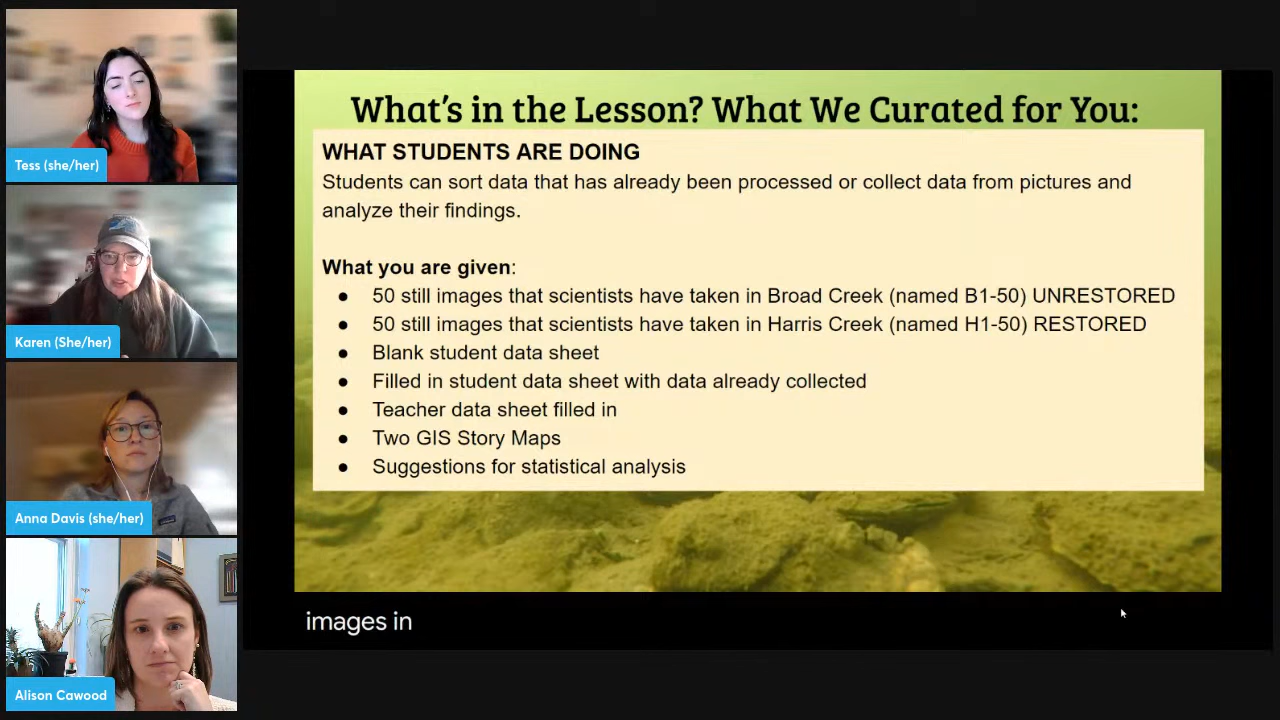 Tess (she/her)
Karen (She/her)
Anna Davis (she/her)
Alison Cawood
What's in the Lesson? What We Curated for You:
WHAT STUDENTS ARE DOING
Students can sort data that has already been processed or collect data from pictures and
analyze their findings.
What you are given:
● 50 still images that scientists have taken in Broad Creek (named B1-50) UNRESTORED
● 50 still images that scientists have taken in Harris Creek (named H1-50) RESTORED
● Blank student data sheet
● Filled in student data sheet with data already collected
● Teacher data sheet filled in
● Two GIS Story Maps
● Suggestions for statistical analysis
images in